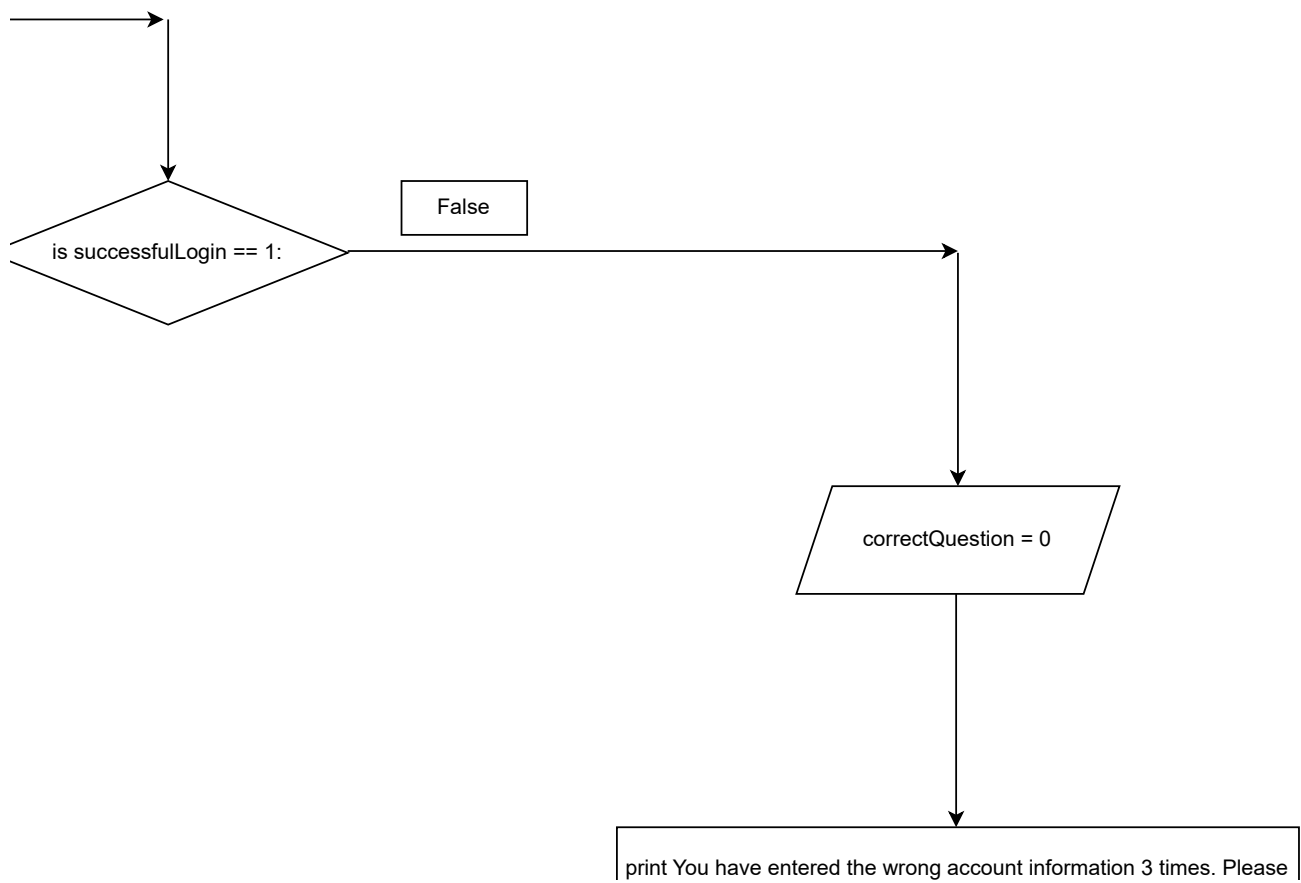 False
is successfulLogin == 1:
correctQuestion = 0
print You have entered the wrong account information 3 times. Please